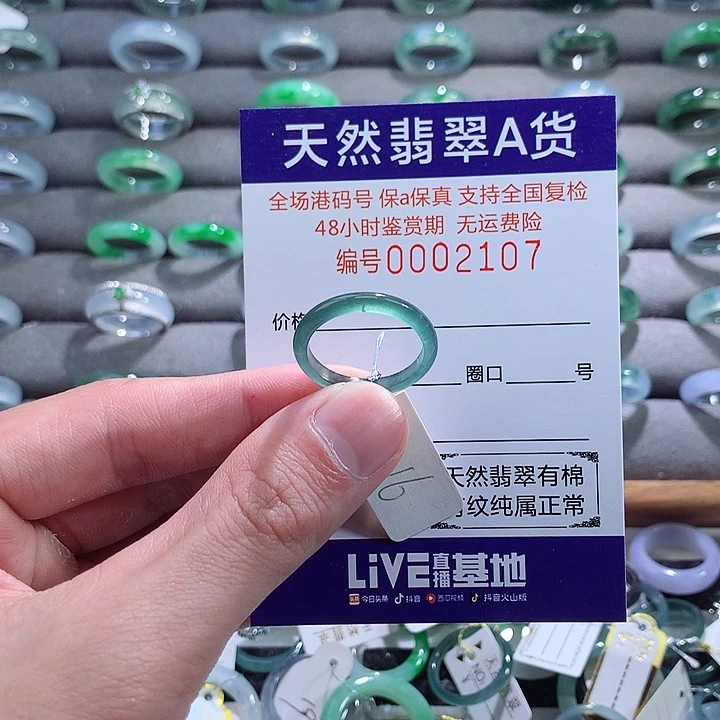 天然翡翠A货
全场港码号 保a保真 支持全国复检
48小时鉴赏期 无运费险
编号0002107
价格
圈口 号
16
天然翡翠有棉
有纹纯属正常
LiVE直播基地
今日头条 抖音 西瓜视频 抖音火山版